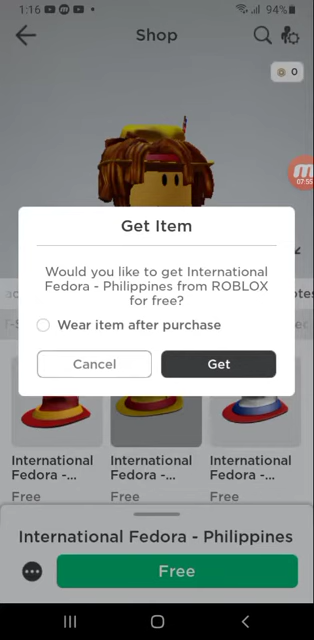 1:16
94%
Shop
0
07:55
Get Item
Would you like to get International
Fedora - Philippines from ROBLOX
for free?
Wear item after purchase
Cancel
Get
International
Fedora -...
Free
International
Fedora -...
Free
International
Fedora -...
Free
International Fedora - Philippines
Free